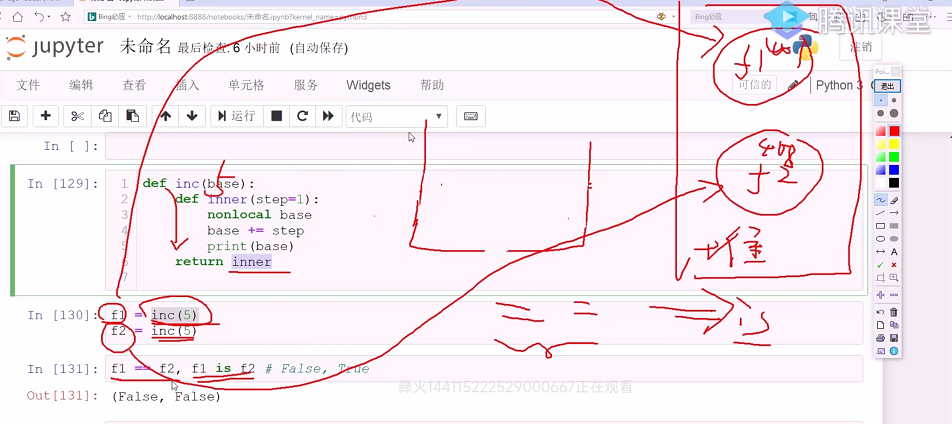 Bing必应
http://localhost:8888/notebooks/未命名.ipynb?kernel_name=python3
Bing必应
腾讯课堂
jupyter 未命名 最后检查: 6 小时前 (自动保存)
注销
文件 编辑 查看 插入 单元格 服务 Widgets 帮助
可信的
Python 3
运行
代码
退出
In [ ]:
In [129]:
1 def inc(base):
2 def inner(step=1):
3 nonlocal base
4 base += step
5 print(base)
6 return inner
7
5
f1
f2
堆
== => is
In [130]:
f1 = inc(5)
f2 = inc(5)
In [131]:
f1 == f2, f1 is f2 # False, True
Out[131]: (False, False)
彝火144115222529000667正在观看